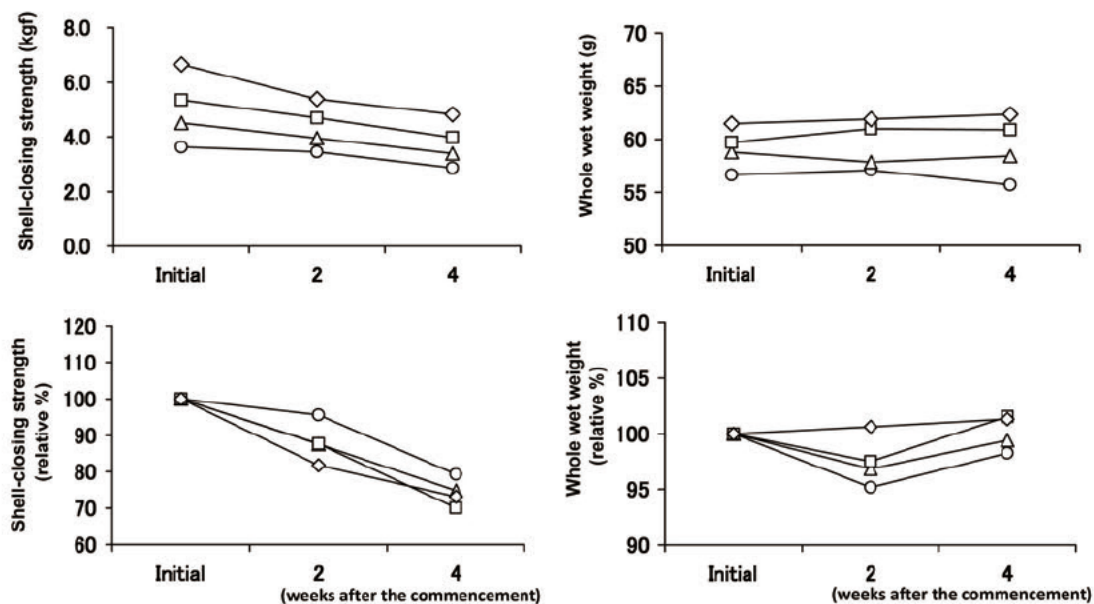 Shell-closing strength (kgf)
8.0
6.0
4.0
2.0
0.0
Initial 2 4
Whole wet weight (g)
70
65
60
55
50
Initial 2 4
Shell-closing strength
(relative %)
120
110
100
90
80
70
60
Initial 2 4
(weeks after the commencement)
Whole wet weight
(relative %)
110
105
100
95
90
Initial 2 4
(weeks after the commencement)